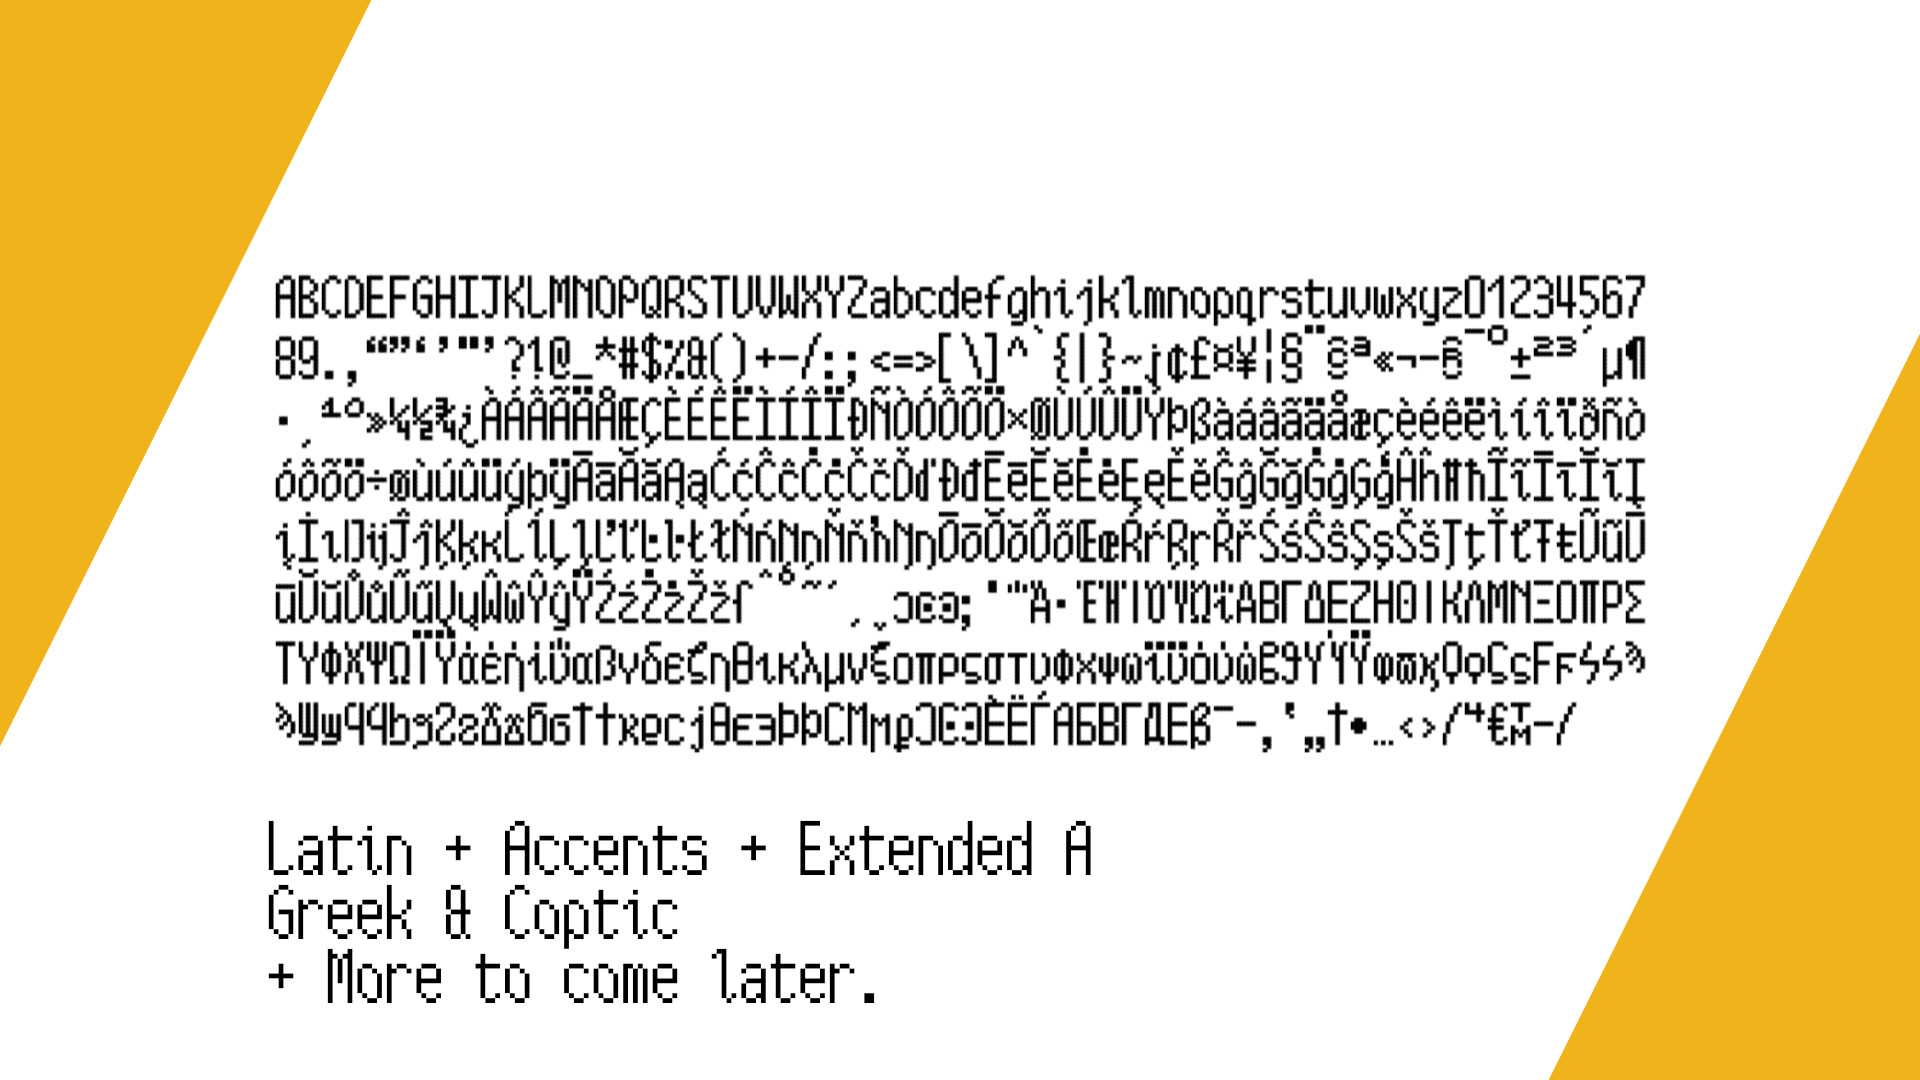 ABCDEFGHIJKLMNOPQRSTUVWXYZabcdefghijklmnopqrstuvwxyz01234567
89.,“”‘’"'?!@_*#$%&()+-/:;<=>[\]^`{|}~¡¢£¤¥¦§¨©ª«¬-®¯°±²³´µ¶
·¸¹º»¼½¾¿ÀÁÂÃÄÅÆÇÈÉÊËÌÍÎÏÐÑÒÓÔÕÖ×ØÙÚÛÜÝÞßàáâãäåæçèéêëìíîïðñò
óôõö÷øùúûüýþÿĀāĂăĄąĆćĈĉĊċČčĎďĐđĒēĔĕĖėĘęĚěĜĝĞğĠġĢģĤĥĦħĨĩĪīĬĭĮ
įİıĲĳĴĵĶķĸĹĺĻļĽľĿŀŁłŃńŅņŇňŉŊŋŌōŎŏŐőŒœŔŕŖŗŘřŚśŜŝŞşŠšŢţŤťŦŧŨũŪ
ūŬŭŮůŰűŲųŴŵŶŷŸŹźŻżŽžſˆ˚˜΄͵ͺͻͼͽ;΄΅Ά·ΈΉΊΌΎΏΐΑΒΓΔΕΖΗΘΙΚΛΜΝΞΟΠΡΣ
ΤΥΦΧΨΩΪΫάέήίΰαβγδεζηθικλμνξοπρςστυφχψωϊϋόύώϐϑϒϓϔϕϖϗϘϙϚϛϜϝϞϟϠ
ϡϢϣϤϥϦϧϨϩϪϫϬϭϮϯϰϱϲϳϴϵ϶ϷϸϹϺϻϼϽϾϿЀЁЃАБВГДЕβ¯–‚‛„†•…‹›⁄⁴€™−∕
Latin + Accents + Extended A
Greek & Coptic
+ More to come later.